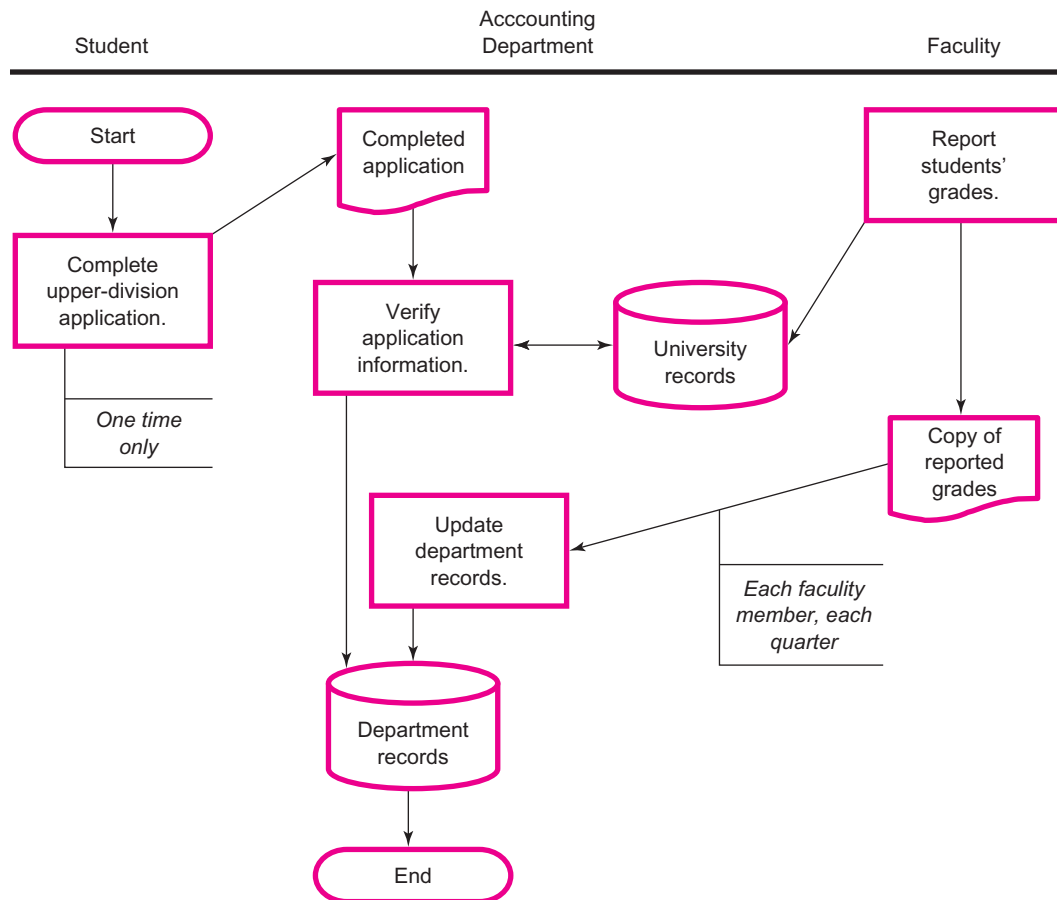 Student
Acccounting
Department
Faculty
Start
Completed
application
Report
students'
grades.
Complete
upper-division
application.
Verify
application
information.
University
records
One time
only
Copy of
reported
grades
Update
department
records.
Each faculty
member, each
quarter
Department
records
End